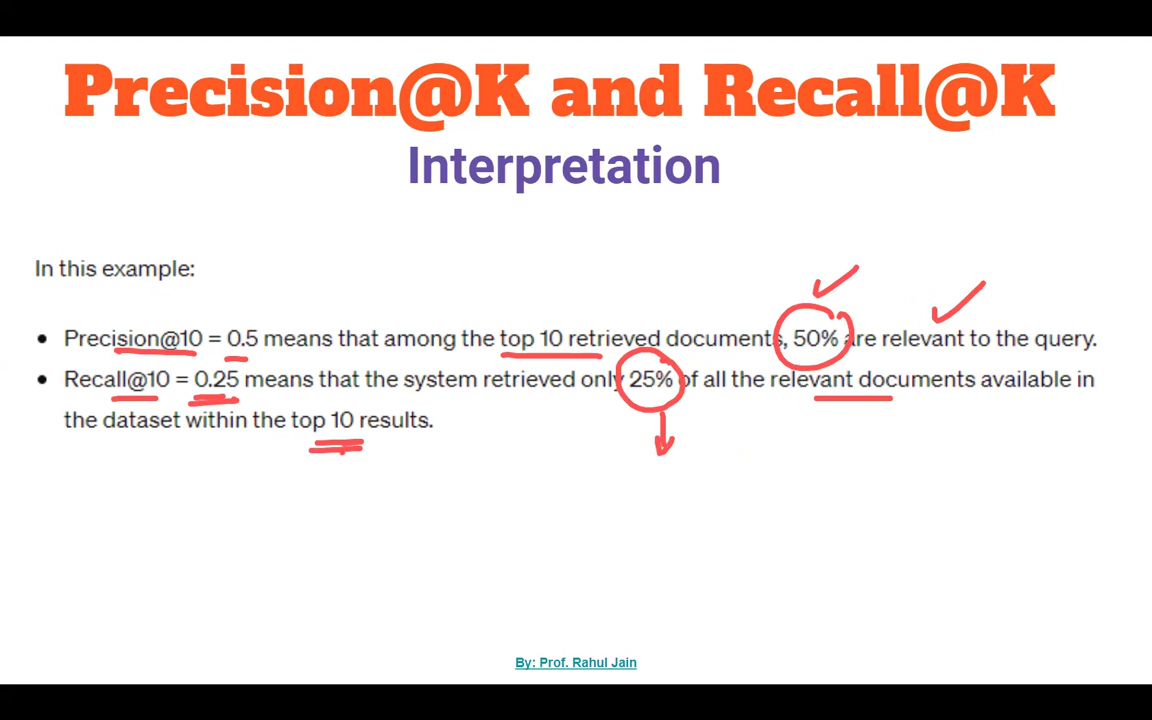 Precision@K and Recall@K
Interpretation
In this example:
• Precision@10 = 0.5 means that among the top 10 retrieved documents, 50% are relevant to the query.
• Recall@10 = 0.25 means that the system retrieved only 25% of all the relevant documents available in
the dataset within the top 10 results.
By: Prof. Rahul Jain